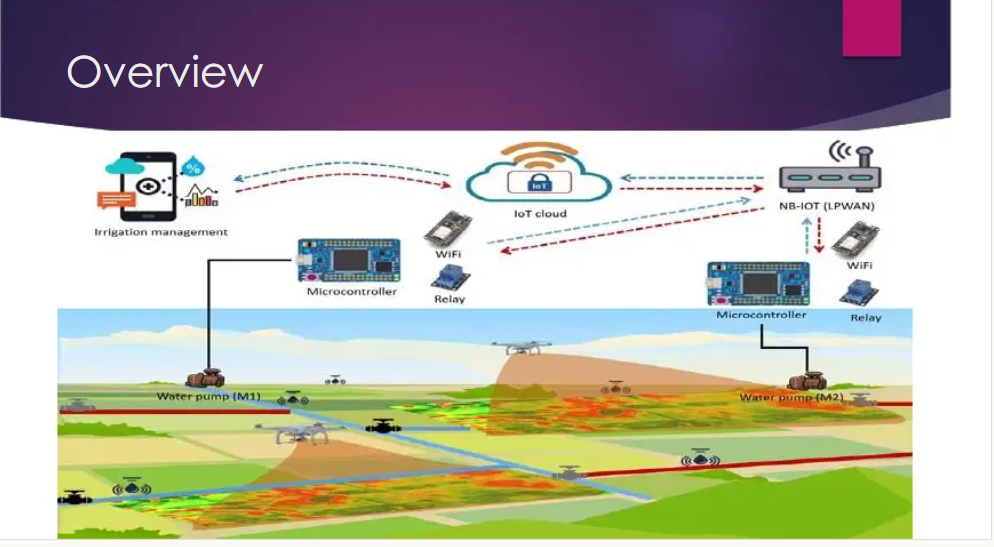 Overview
%
IoT
IoT cloud
NB-IOT (LPWAN)
Irrigation management
WiFi
WiFi
Microcontroller
Relay
Microcontroller
Relay
Water pump (M1)
Water pump (M2)